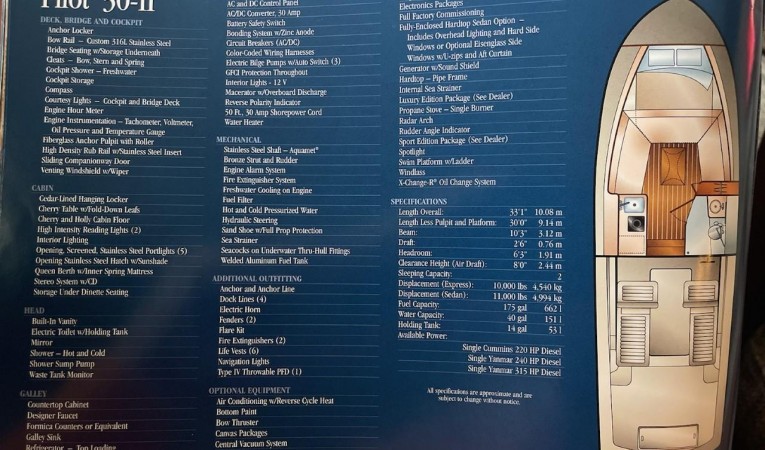 Pilot 30-II
DECK, BRIDGE AND COCKPIT
Anchor Locker
Bow Rail – Custom 316L Stainless Steel
Bridge Seating w/Storage Underneath
Cleats – Bow, Stern and Spring
Cockpit Shower – Freshwater
Cockpit Storage
Compass
Courtesy Lights – Cockpit and Bridge Deck
Engine Hour Meter
Engine Instrumentation – Tachometer, Voltmeter,
Oil Pressure and Temperature Gauge
Fiberglass Anchor Pulpit with Roller
High Density Rub Rail w/Stainless Steel Insert
Sliding Companionway Door
Venting Windshield w/Wiper
CABIN
Cedar-Lined Hanging Locker
Cherry Table w/Fold-Down Leafs
Cherry and Holly Cabin Floor
High Intensity Reading Lights (2)
Interior Lighting
Opening, Screened, Stainless Steel Portlights (5)
Opening Stainless Steel Hatch w/Sunshade
Queen Berth w/Inner Spring Mattress
Stereo System w/CD
Storage Under Dinette Seating
HEAD
Built-In Vanity
Electric Toilet w/Holding Tank
Mirror
Shower – Hot and Cold
Shower Sump Pump
Waste Tank Monitor
GALLEY
Countertop Cabinet
Designer Faucet
Formica Counters or Equivalent
Galley Sink
Refrigerator – Top Loading
AC and DC Control Panel
AC/DC Converter, 30 Amp
Battery Safety Switch
Bonding System w/Zinc Anode
Circuit Breakers (AC/DC)
Color-Coded Wiring Harnesses
Electric Bilge Pumps w/Auto Switch (3)
GFCI Protection Throughout
Interior Lights - 12 V
Macerator w/Overboard Discharge
Reverse Polarity Indicator
50 Ft., 30 Amp Shorepower Cord
Water Heater
MECHANICAL
Stainless Steel Shaft – Aquamet®
Bronze Strut and Rudder
Engine Alarm System
Fire Extinguisher System
Freshwater Cooling on Engine
Fuel Filter
Hot and Cold Pressurized Water
Hydraulic Steering
Sand Shoe w/Full Prop Protection
Sea Strainer
Seacocks on Underwater Thru-Hull Fittings
Welded Aluminum Fuel Tank
ADDITIONAL OUTFITTING
Anchor and Anchor Line
Dock Lines (4)
Electric Horn
Fenders (2)
Flare Kit
Fire Extinguishers (2)
Life Vests (6)
Navigation Lights
Type IV Throwable PFD (1)
OPTIONAL EQUIPMENT
Air Conditioning w/Reverse Cycle Heat
Bottom Paint
Bow Thruster
Canvas Packages
Central Vacuum System
Electronics Packages
Full Factory Commissioning
Fully-Enclosed Hardtop Sedan Option –
Includes Overhead Lighting and Hard Side
Windows or Optional Eisenglass Side
Windows w/U-zips and Aft Curtain
Generator w/Sound Shield
Hardtop – Pipe Frame
Internal Sea Strainer
Luxury Edition Package (See Dealer)
Propane Stove – Single Burner
Radar Arch
Rudder Angle Indicator
Sport Edition Package (See Dealer)
Spotlight
Swim Platform w/Ladder
Windlass
X-Change-R® Oil Change System
SPECIFICATIONS
Length Overall: 33'1" 10.08 m
Length Less Pulpit and Platform: 30'0" 9.14 m
Beam: 10'3" 3.12 m
Draft: 2'6" 0.76 m
Headroom: 6'3" 1.91 m
Clearance Height (Air Draft): 8'0" 2.44 m
Sleeping Capacity: 2
Displacement (Express): 10,000 lbs 4,540 kg
Displacement (Sedan): 11,000 lbs 4,994 kg
Fuel Capacity: 175 gal 662 l
Water Capacity: 40 gal 151 l
Holding Tank: 14 gal 53 l
Available Power:
Single Cummins 220 HP Diesel
Single Yanmar 240 HP Diesel
Single Yanmar 315 HP Diesel
All specifications are approximate and are
subject to change without notice.